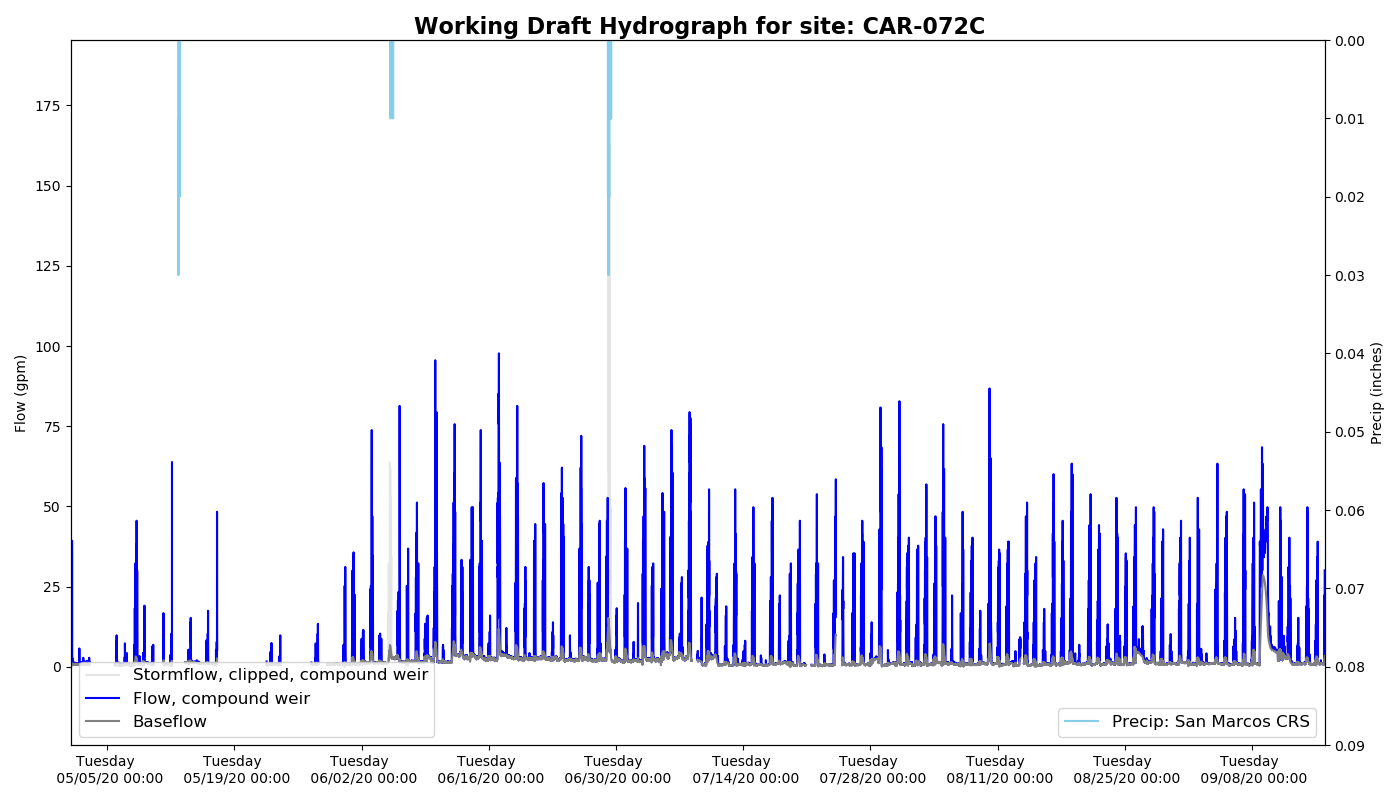 Working Draft Hydrograph for site: CAR-072C
Flow (gpm)
175
150
125
100
75
50
25
0
0.00
0.01
0.02
0.03
0.04
0.05
0.06
0.07
0.08
0.09
Precip (inches)
Stormflow, clipped, compound weir
Flow, compound weir
Baseflow
Precip: San Marcos CRS
Tuesday
05/05/20 00:00
Tuesday
05/19/20 00:00
Tuesday
06/02/20 00:00
Tuesday
06/16/20 00:00
Tuesday
06/30/20 00:00
Tuesday
07/14/20 00:00
Tuesday
07/28/20 00:00
Tuesday
08/11/20 00:00
Tuesday
08/25/20 00:00
Tuesday
09/08/20 00:00